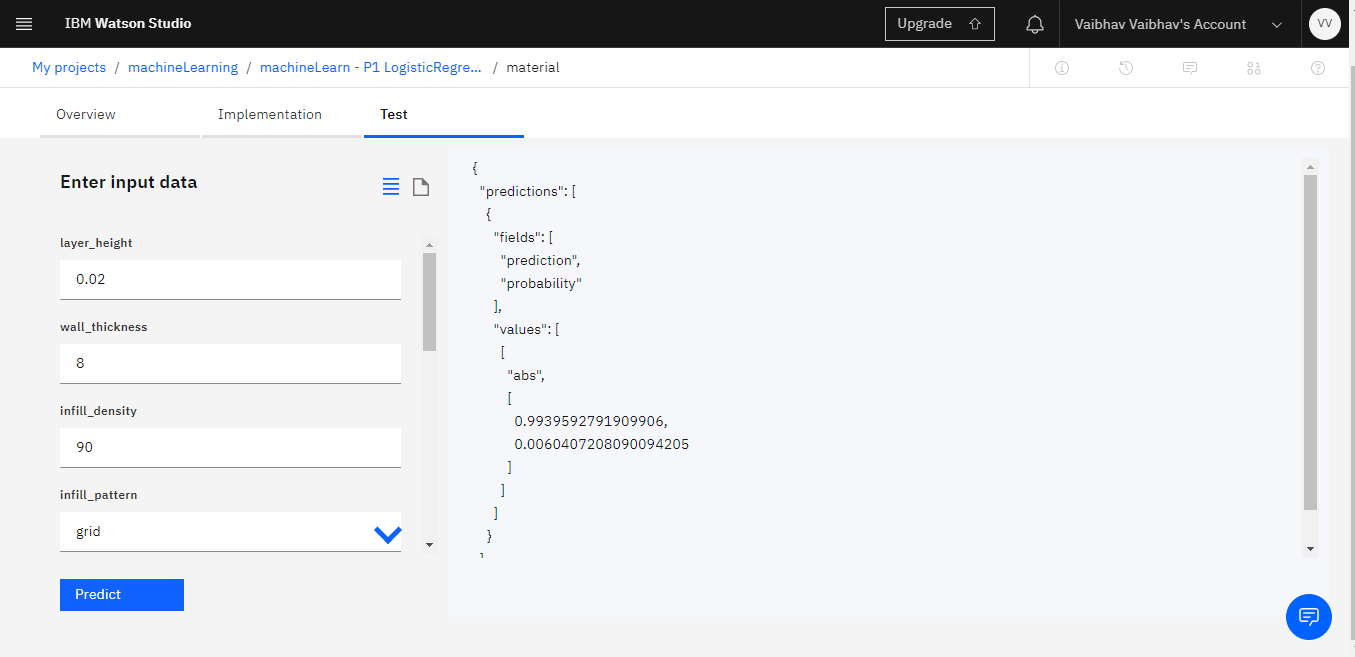 IBM Watson Studio
Upgrade
Vaibhav Vaibhav's Account
VV
My projects / machineLearning / machineLearn - P1 LogisticRegre... / material
Overview
Implementation
Test
Enter input data
layer_height
0.02
wall_thickness
8
infill_density
90
infill_pattern
grid
Predict
{
"predictions": [
{
"fields": [
"prediction",
"probability"
],
"values": [
[
"abs",
[
0.9939592791909906,
0.0060407208090094205
]
]
]
}
]